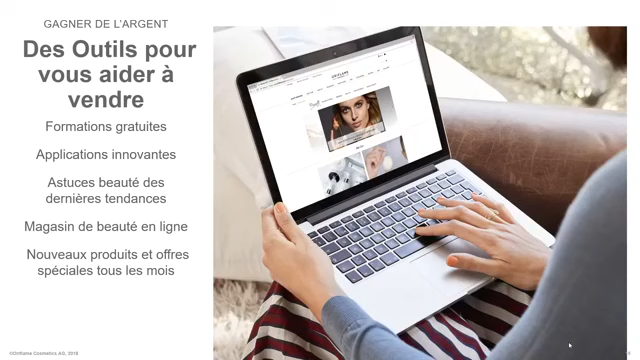 GAGNER DE L'ARGENT
Des Outils pour
vous aider à
vendre
Formations gratuites
Applications innovantes
Astuces beauté des
dernières tendances
Magasin de beauté en ligne
Nouveaux produits et offres
spéciales tous les mois
ORIFLAME
©Oriflame Cosmetics AG, 2018